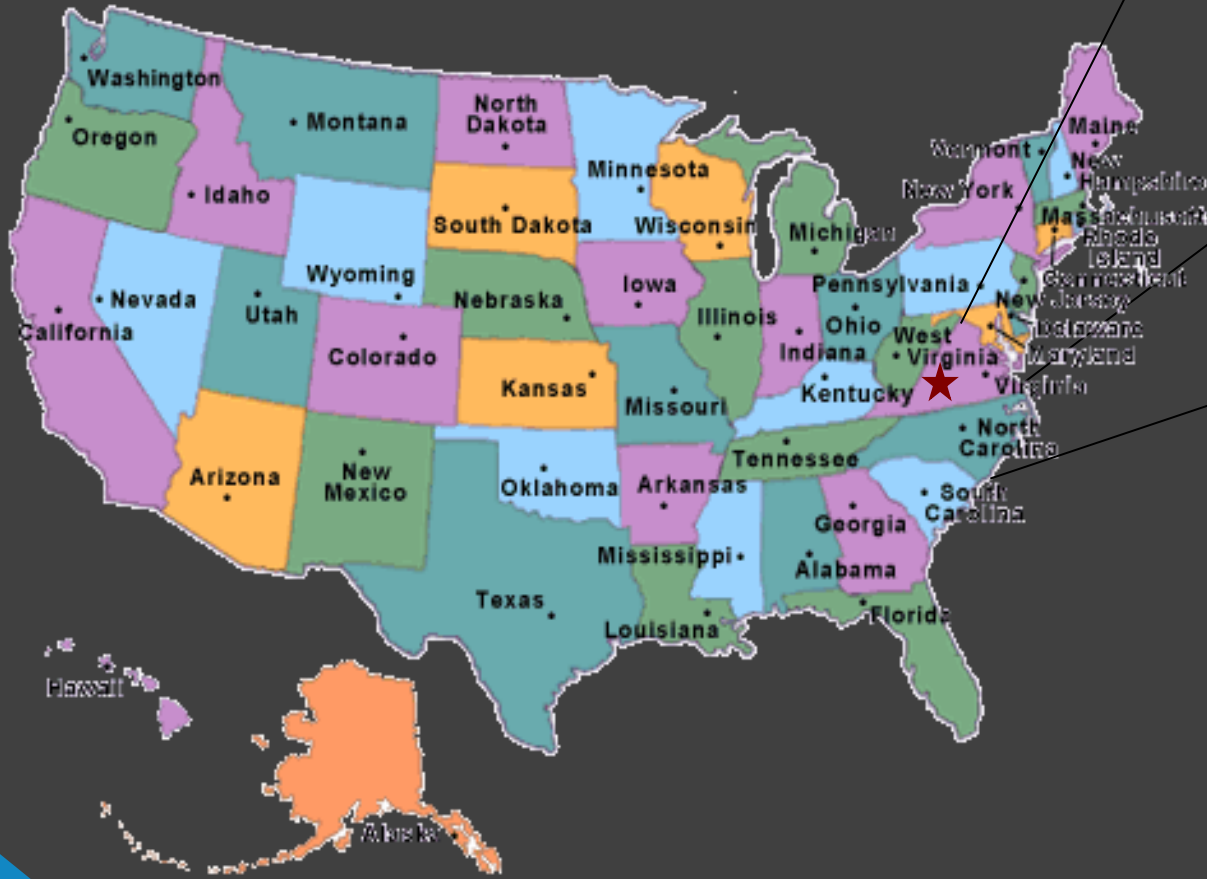 Washington
Oregon
Montana
Idaho
North
Dakota
Minnesota
South Dakota
Wisconsin
Michigan
Vermont
Maine
New
Hampshire
New York
Massachusett
Rhode
Island
Connecticut
Wyoming
Nevada
Utah
California
Colorado
Nebraska
Iowa
Illinois
Indiana
Ohio
Pennsylvania
New Jersey
Delaware
Maryland
West
Virginia
Virginia
Kansas
Missouri
Kentucky
North
Carolina
Tennessee
Arizona
New
Mexico
Oklahoma
Arkansas
South
Carolina
Georgia
Mississippi
Alabama
Texas
Louisiana
Florida
Hawaii
Alaska